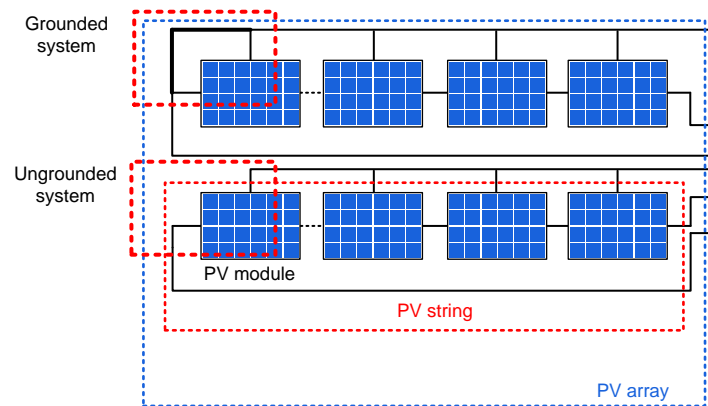 Grounded
system
Ungrounded
system
PV module
PV string
PV array